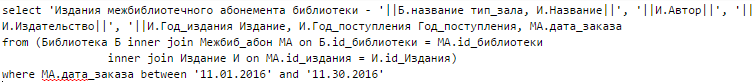 select 'Издания межбиблиотечного абонемента библиотеки - '||Б.название тип_зала, И.Название||', '||И.Автор||', '||
И.Издательство||', '||И.Год_издания Издание, И.Год_поступления Год_поступления, МА.дата_заказа
from (Библиотека Б inner join Межбиб_абон МА on Б.id_библиотеки = МА.id_библиотеки
inner join Издание И on МА.id_издания = И.id_Издания)
where МА.дата_заказа between '11.01.2016' and '11.30.2016'